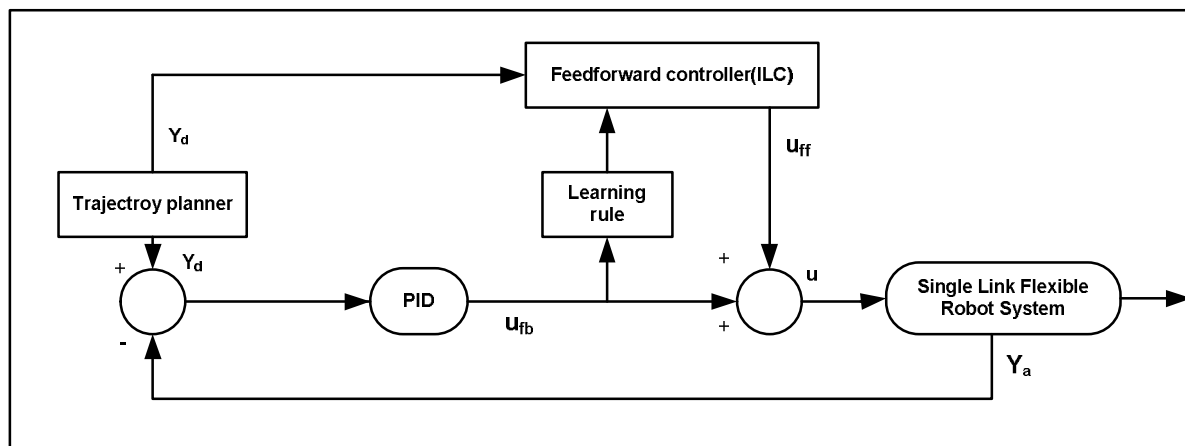 Feedforward controller(ILC)
Yd
uff
Trajectroy planner
Learning
rule
+
Yd
+
u
PID
Single Link Flexible
Robot System
ufb
+
-
Ya